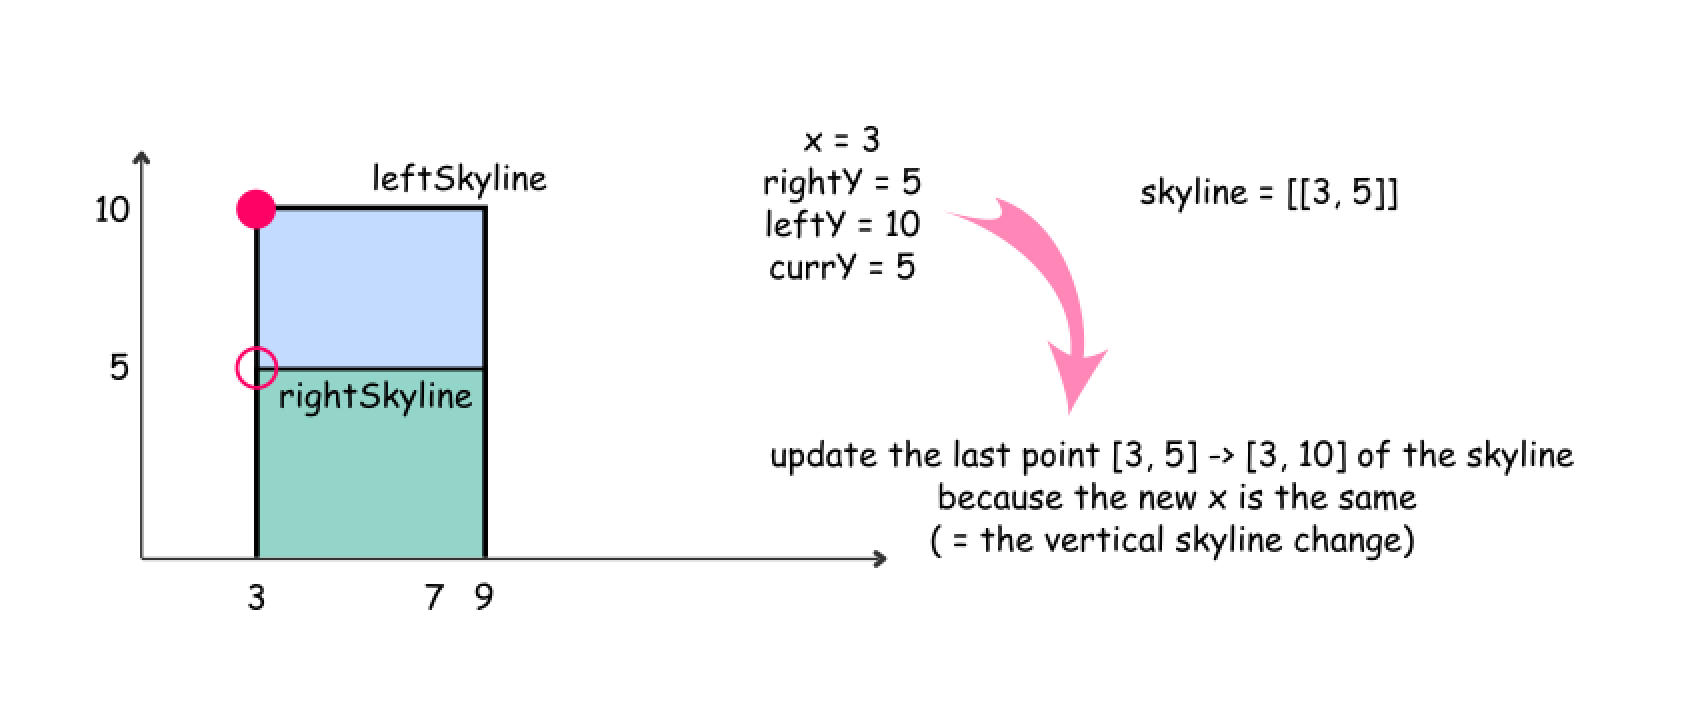 10
5
leftSkyline
rightSkyline
3 7 9
x = 3
rightY = 5
leftY = 10
currY = 5
skyline = [[3, 5]]
update the last point [3, 5] -> [3, 10] of the skyline
because the new x is the same
( = the vertical skyline change)